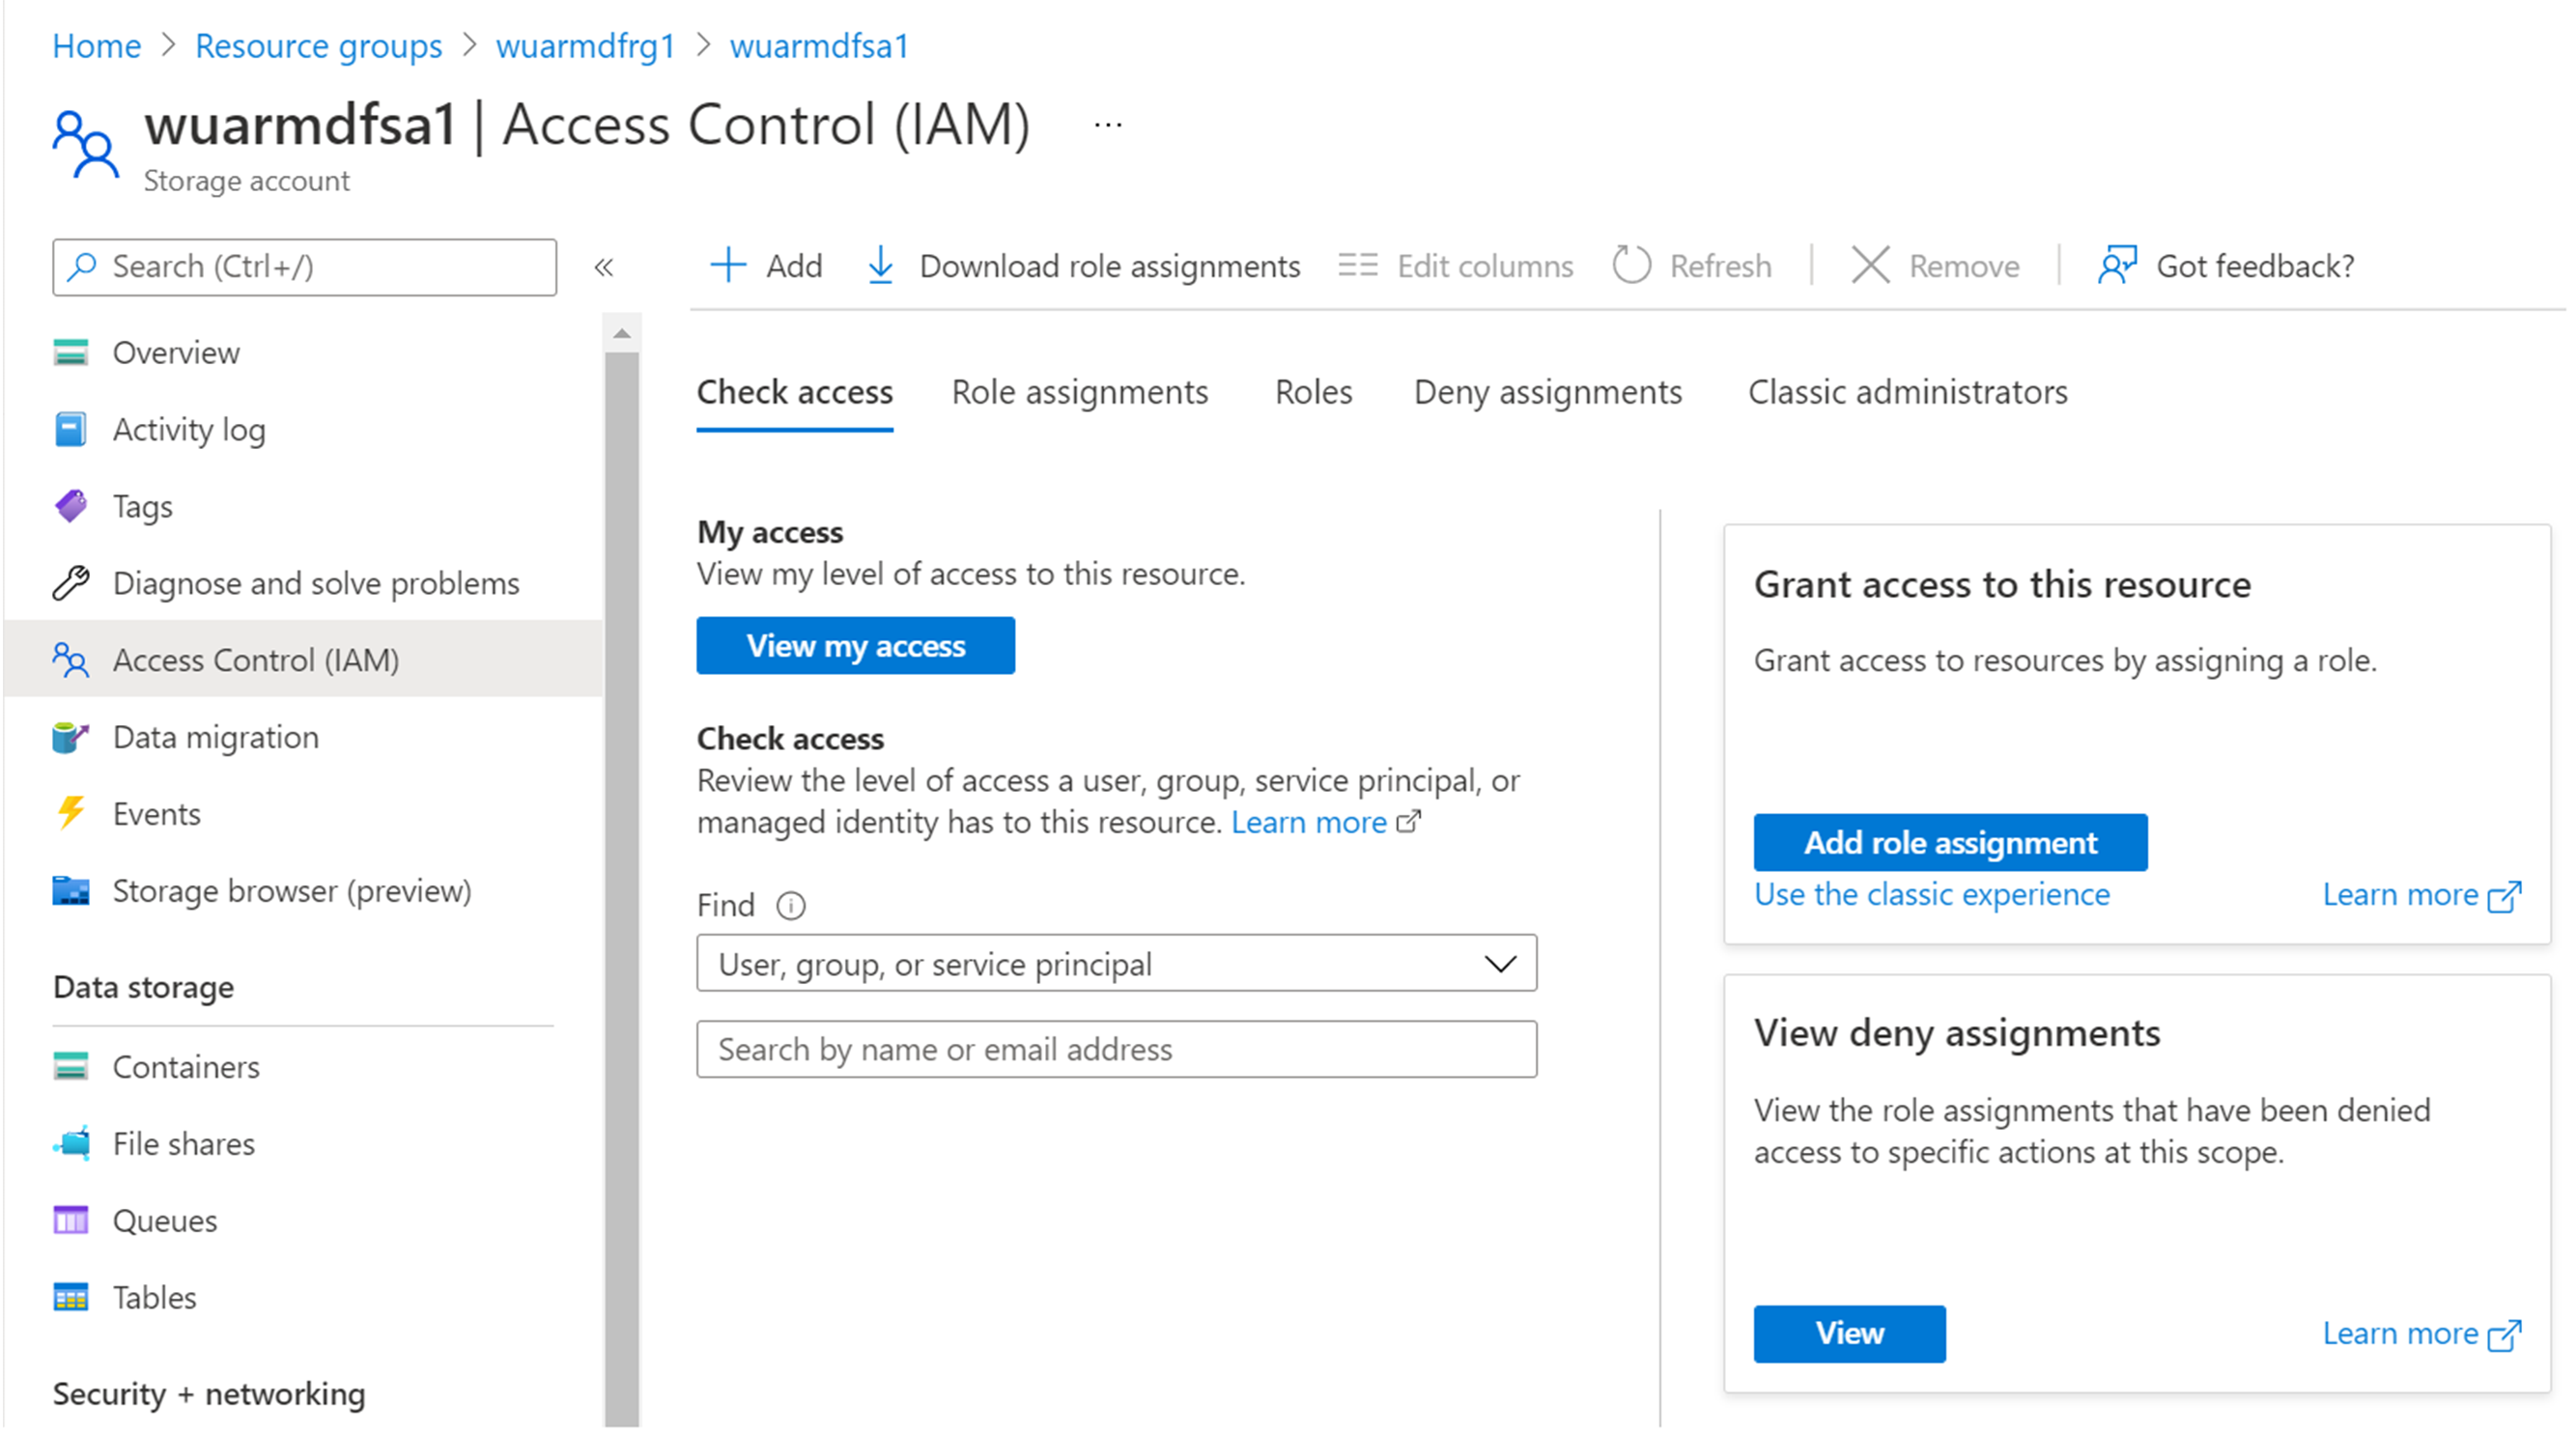 Home > Resource groups > wuarmdfrg1 > wuarmdfsa1
wuarmdfsa1 | Access Control (IAM) ...
Storage account
Search (Ctrl+/)
«
Overview
Activity log
Tags
Diagnose and solve problems
Access Control (IAM)
Data migration
Events
Storage browser (preview)
Data storage
Containers
File shares
Queues
Tables
Security + networking
Add Download role assignments Edit columns Refresh Remove Got feedback?
Check access Role assignments Roles Deny assignments Classic administrators
My access
View my level of access to this resource.
View my access
Check access
Review the level of access a user, group, service principal, or
managed identity has to this resource. Learn more
Find
User, group, or service principal
Search by name or email address
Grant access to this resource
Grant access to resources by assigning a role.
Add role assignment
Use the classic experience Learn more
View deny assignments
View the role assignments that have been denied
access to specific actions at this scope.
View Learn more